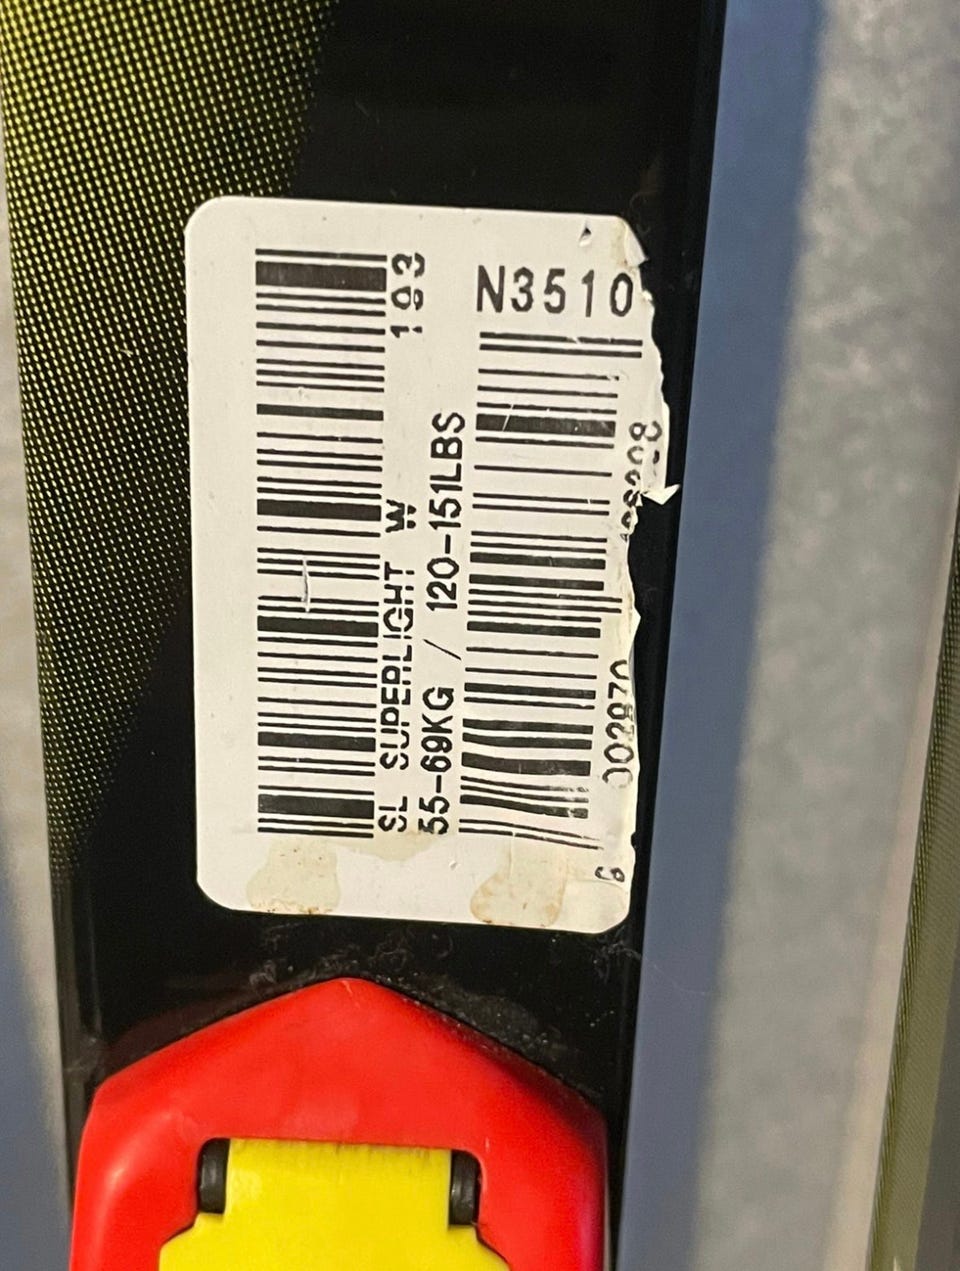 N3510
193
SL SUPERLIGHT W
55-69KG / 120-151LBS